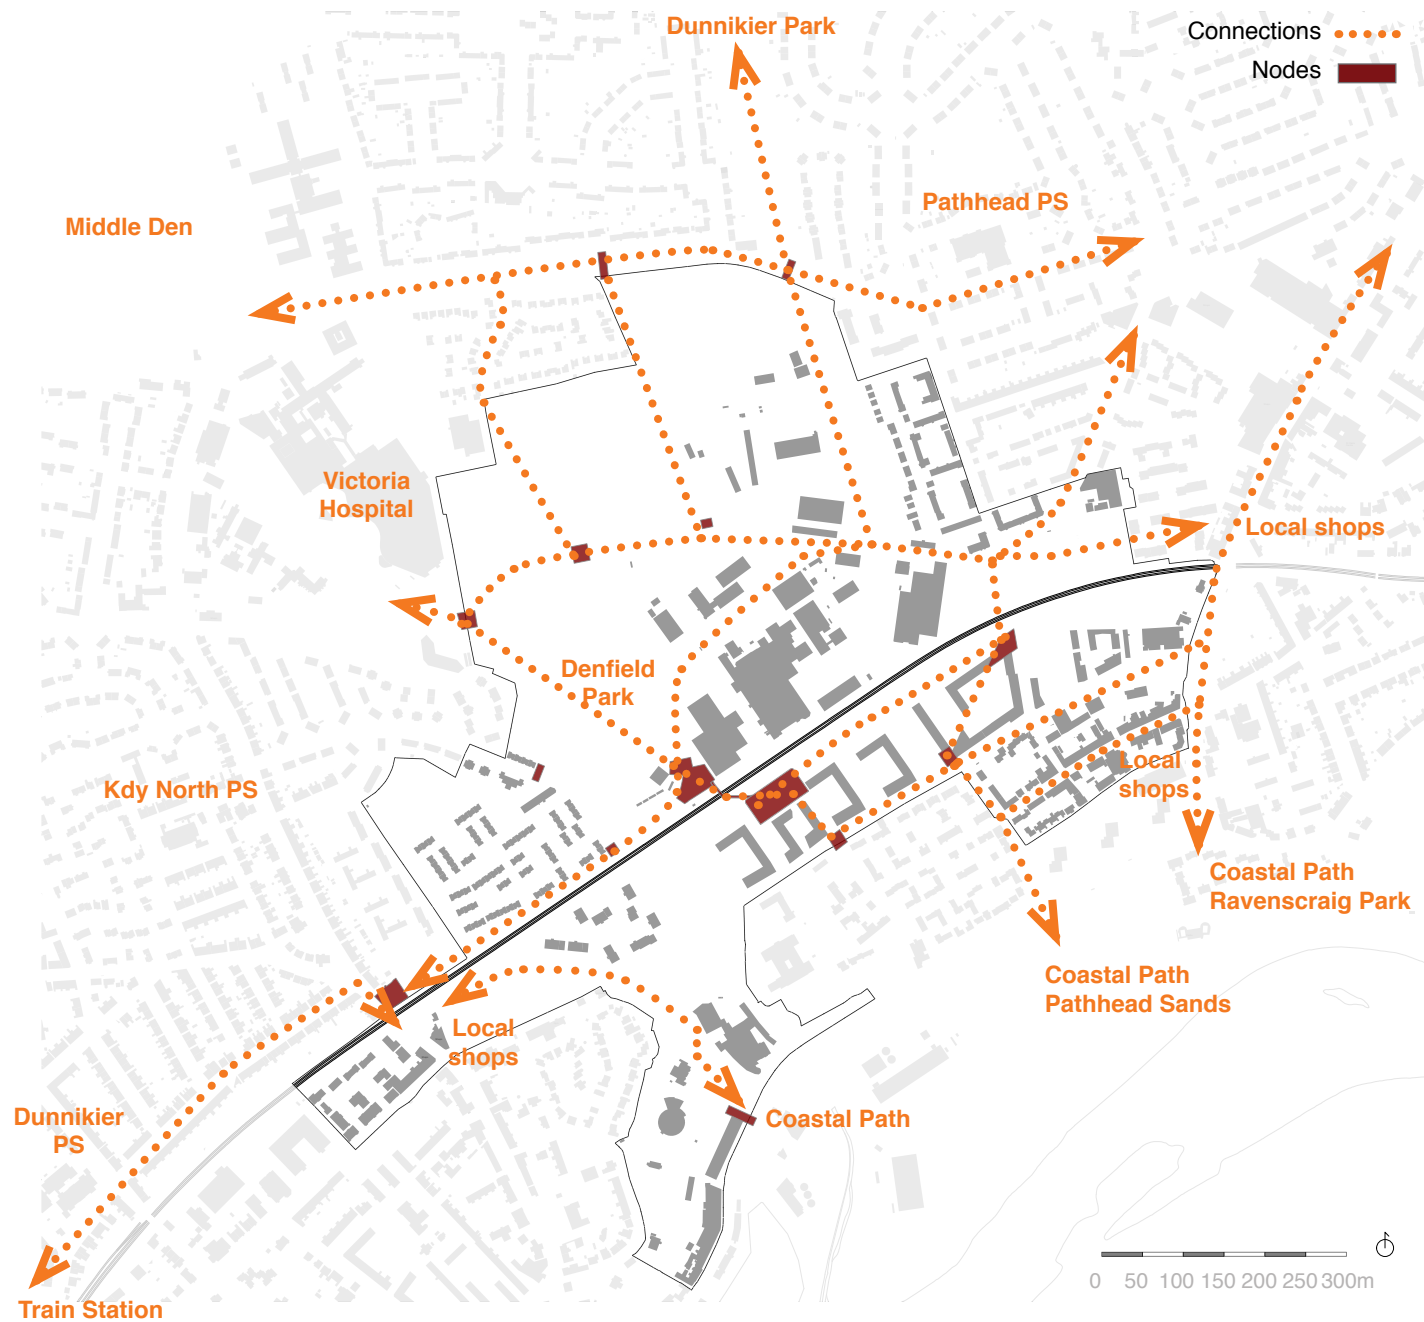 Dunnikier Park
Connections
Nodes
Middle Den
Pathhead PS
Victoria
Hospital
Local shops
Denfield
Park
Kdy North PS
Local
shops
Coastal Path
Ravenscraig Park
Coastal Path
Pathhead Sands
Local
shops
Dunnikier
PS
Coastal Path
0 50 100 150 200 250 300m
Train Station